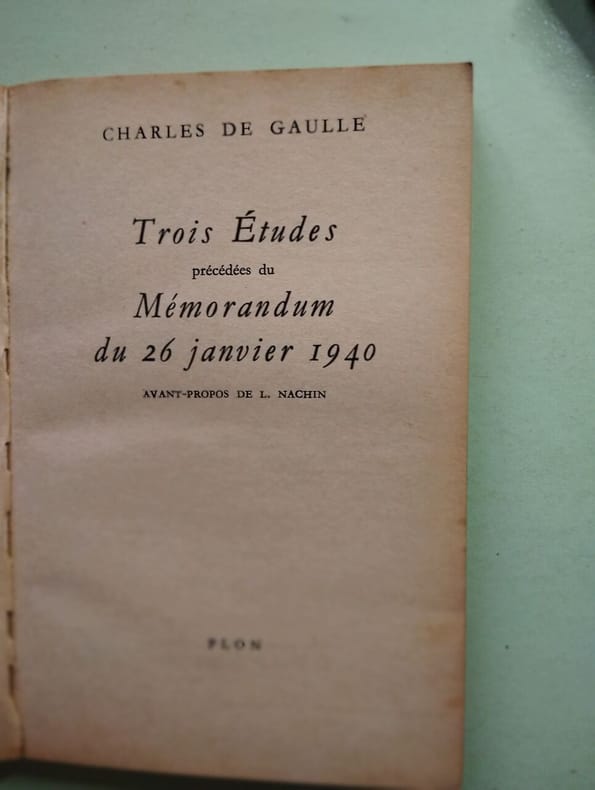 CHARLES DE GAULLE
Trois Études
précédées du
Mémorandum
du 26 janvier 1940
AVANT-PROPOS DE L. NACHIN
PLON